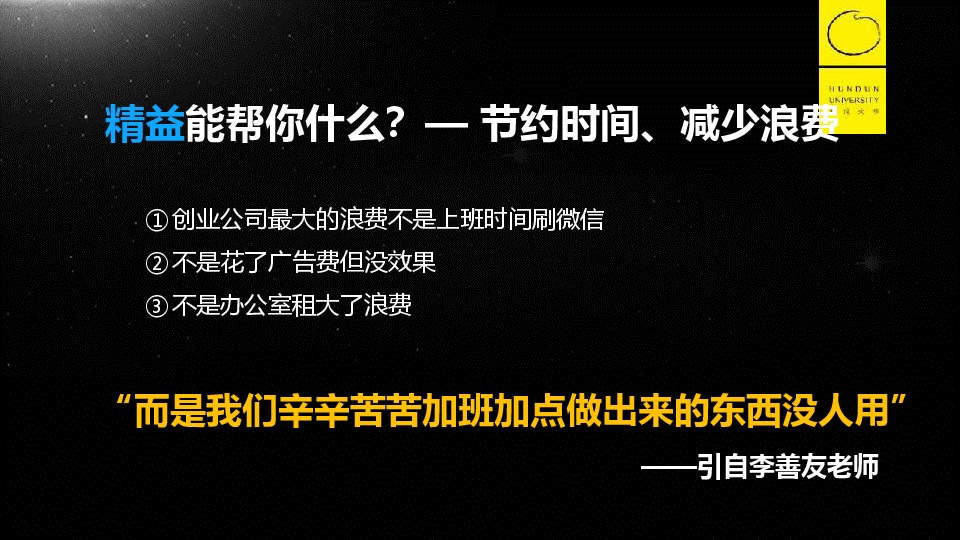 HUNDUN
UNIVERSITY
精益能帮你什么？— 节约时间、减少浪费
①创业公司最大的浪费不是上班时间刷微信
②不是花了广告费但没效果
③不是办公室租大了浪费
“而是我们辛辛苦苦加班加点做出来的东西没人用”
——引自李善友老师